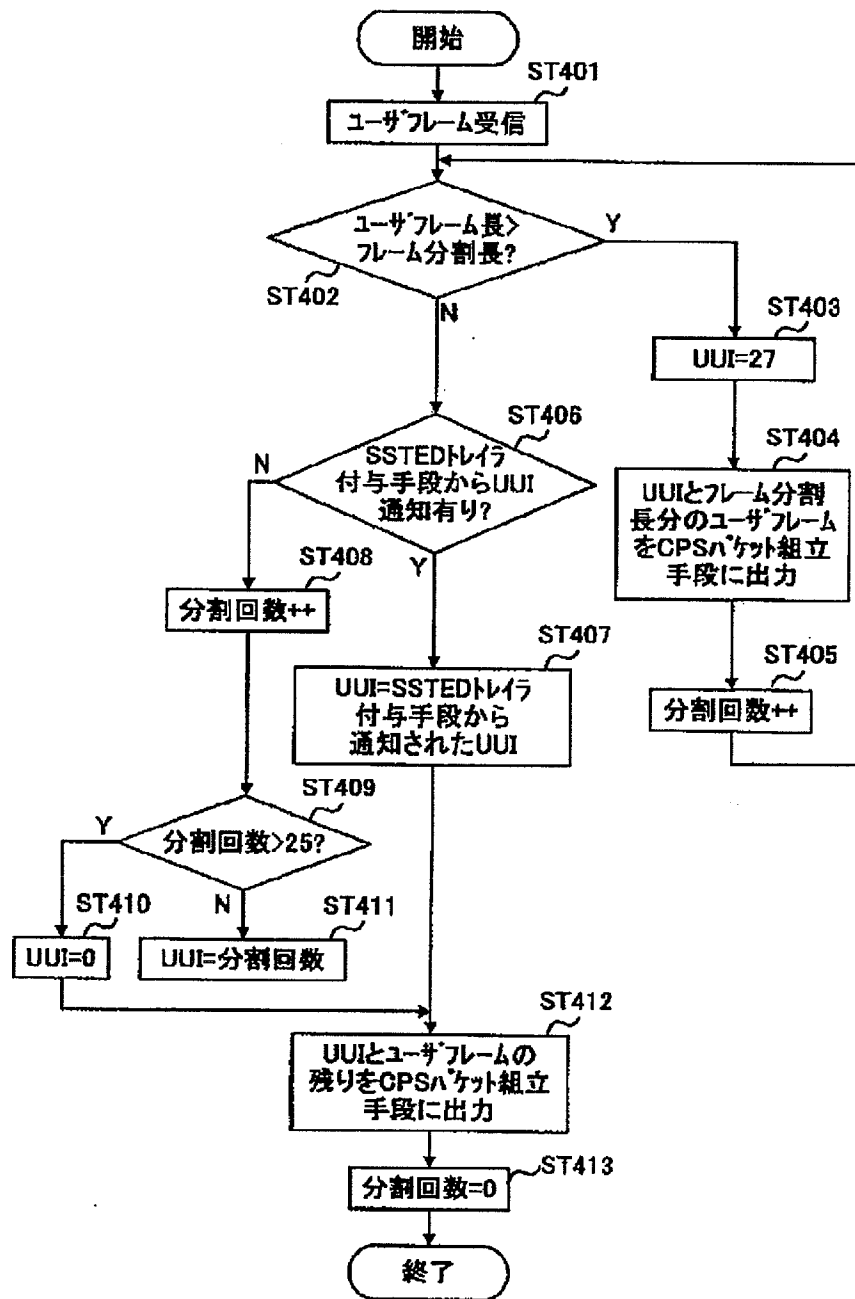 開始
ST401
ユーザフレーム受信
ユーザフレーム長>
フレーム分割長?
Y
ST402
N
ST403
UUI=27
ST404
UUIとフレーム分割
長分のユーザフレーム
をCPSパケット組立
手段に出力
ST405
分割回数++
ST406
SSTEDトレイラ
付与手段からUUI
通知有り?
N
Y
ST408
分割回数++
ST407
UUI=SSTEDトレイラ
付与手段から
通知されたUUI
ST409
分割回数>25?
Y
N
ST410
UUI=0
ST411
UUI=分割回数
ST412
UUIとユーザフレームの
残りをCPSパケット組立
手段に出力
ST413
分割回数=0
終了